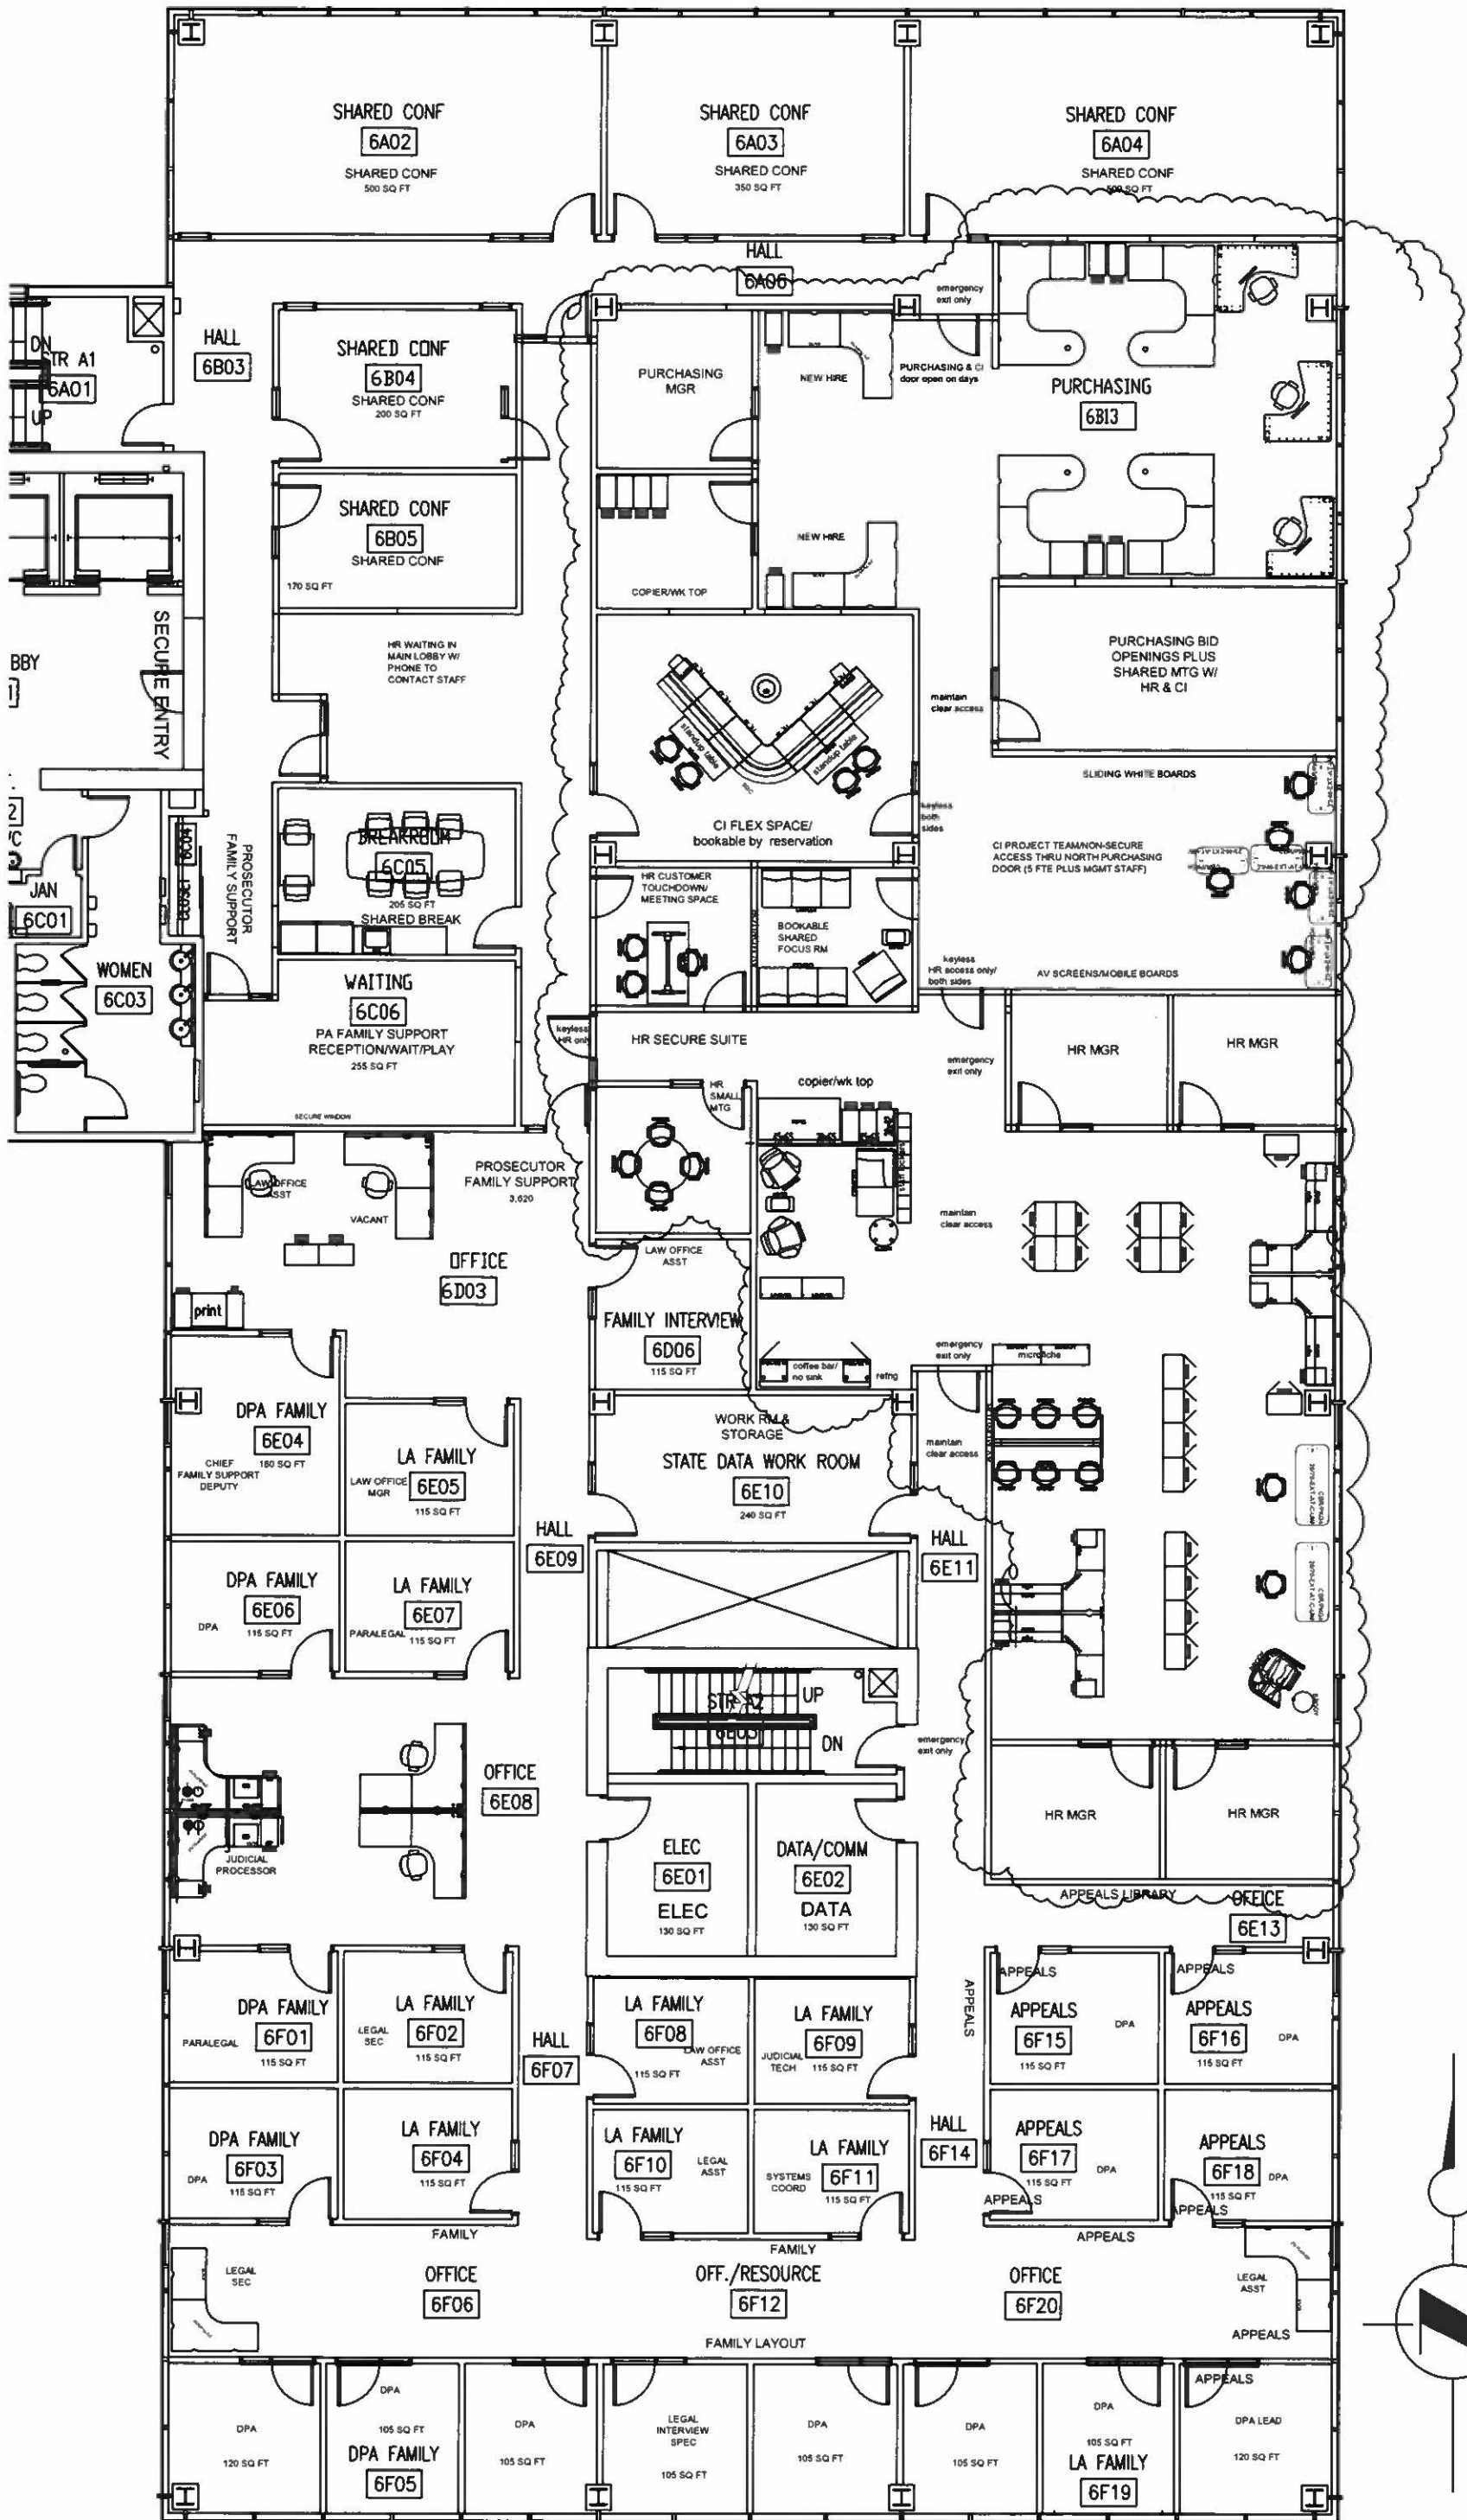 SHARED CONF
6A02
SHARED CONF
500 SQ FT
SHARED CONF
6A03
SHARED CONF
350 SQ FT
SHARED CONF
6A04
SHARED CONF
500 SQ FT
HALL
6A06
emergency
exit only
DN
STR A1
6A01
UP
HALL
6B03
SHARED CONF
6B04
SHARED CONF
200 SQ FT
PURCHASING
MGR
NEW HIRE
PURCHASING & CI
door open on days
PURCHASING
6B13
SHARED CONF
6B05
SHARED CONF
170 SQ FT
NEW HIRE
COPIER/WK TOP
SECURE ENTRY
BBY
HR WAITING IN
MAIN LOBBY W/
PHONE TO
CONTACT STAFF
PURCHASING BID
OPENINGS PLUS
SHARED MTG W/
HR & CI
maintain
clear access
standup table
standup table
SLIDING WHITE BOARDS
keyless
both
sides
CI FLEX SPACE/
bookable by reservation
CI PROJECT TEAM/NON-SECURE
ACCESS THRU NORTH PURCHASING
DOOR (5 FTE PLUS MGMT STAFF)
PROSECUTOR
FAMILY SUPPORT
CLOSET
6C04
BREAKROOM
6C05
205 SQ FT
SHARED BREAK
JAN
6C01
HR CUSTOMER
TOUCHDOWN/
MEETING SPACE
BOOKABLE
SHARED
FOCUS RM
WOMEN
6C03
keyless
HR access only/
both sides
AV SCREENS/MOBILE BOARDS
WAITING
6C06
PA FAMILY SUPPORT
RECEPTION/WAIT/PLAY
255 SQ FT
SECURE WINDOW
keyless
HR only
HR SECURE SUITE
HR MGR
HR MGR
emergency
exit only
HR
SMALL
MTG
copier/wk top
LAW OFFICE
ASST
VACANT
PROSECUTOR
FAMILY SUPPORT
3,620
maintain
clear access
LAW OFFICE
ASST
OFFICE
6D03
print
FAMILY INTERVIEW
6D06
115 SQ FT
coffee bar/
no sink
refrig
emergency
exit only
microfiche
DPA FAMILY
6E04
180 SQ FT
CHIEF
FAMILY SUPPORT
DEPUTY
LA FAMILY
6E05
LAW OFFICE
MGR
115 SQ FT
WORK RM &
STORAGE
STATE DATA WORK ROOM
6E10
240 SQ FT
maintain
clear access
HALL
6E09
HALL
6E11
DPA FAMILY
6E06
DPA
115 SQ FT
LA FAMILY
6E07
PARALEGAL
115 SQ FT
STR A2
6E03
UP
DN
emergency
exit only
OFFICE
6E08
JUDICIAL
PROCESSOR
ELEC
6E01
ELEC
130 SQ FT
DATA/COMM
6E02
DATA
130 SQ FT
HR MGR
HR MGR
APPEALS LIBRARY
OFFICE
6E13
DPA FAMILY
6F01
PARALEGAL
115 SQ FT
LA FAMILY
6F02
LEGAL
SEC
115 SQ FT
HALL
6F07
LA FAMILY
6F08
LAW OFFICE
ASST
115 SQ FT
LA FAMILY
6F09
JUDICIAL
TECH
115 SQ FT
APPEALS
APPEALS
APPEALS
6F15
DPA
115 SQ FT
APPEALS
APPEALS
6F16
DPA
115 SQ FT
DPA FAMILY
6F03
DPA
115 SQ FT
LA FAMILY
6F04
115 SQ FT
LA FAMILY
6F10
LEGAL
ASST
115 SQ FT
LA FAMILY
6F11
SYSTEMS
COORD
115 SQ FT
HALL
6F14
APPEALS
6F17
DPA
115 SQ FT
APPEALS
APPEALS
6F18
DPA
115 SQ FT
APPEALS
FAMILY
FAMILY
APPEALS
LEGAL
SEC
OFFICE
6F06
OFF./RESOURCE
6F12
OFFICE
6F20
LEGAL
ASST
FAMILY LAYOUT
APPEALS
DPA
120 SQ FT
DPA
105 SQ FT
DPA FAMILY
6F05
DPA
105 SQ FT
LEGAL
INTERVIEW
SPEC
105 SQ FT
DPA
105 SQ FT
DPA
105 SQ FT
DPA
105 SQ FT
LA FAMILY
6F19
APPEALS
DPA LEAD
120 SQ FT